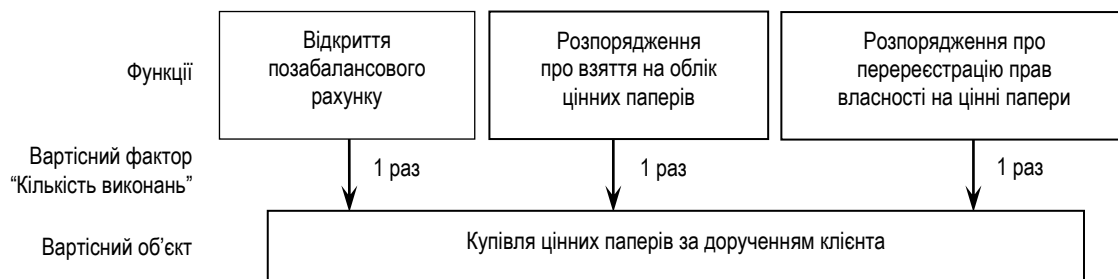 Функції
Відкриття
позабалансового
рахунку
Розпорядження
про взяття на облік
цінних паперів
Розпорядження про
перереєстрацію прав
власності на цінні папери
Вартісний фактор
“Кількість виконань”
1 раз
1 раз
1 раз
Вартісний об’єкт
Купівля цінних паперів за дорученням клієнта